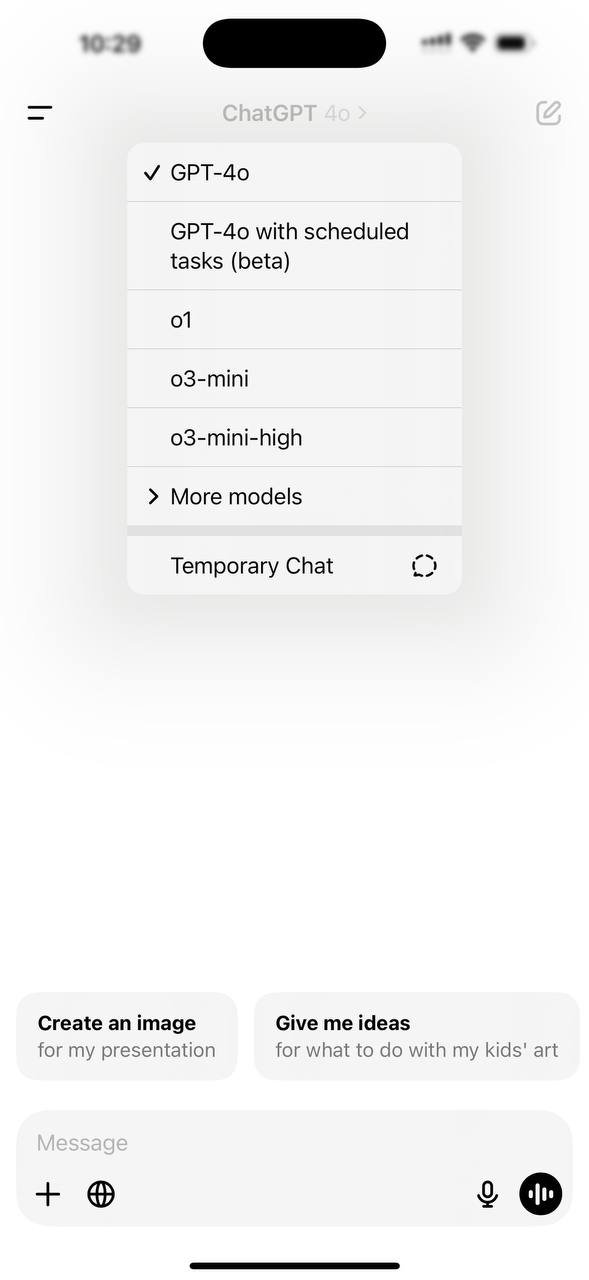 10:29
ChatGPT 4o >
GPT-4o
GPT-4o with scheduled
tasks (beta)
o1
o3-mini
o3-mini-high
More models
Temporary Chat
Create an image
for my presentation
Give me ideas
for what to do with my kids' art
Message